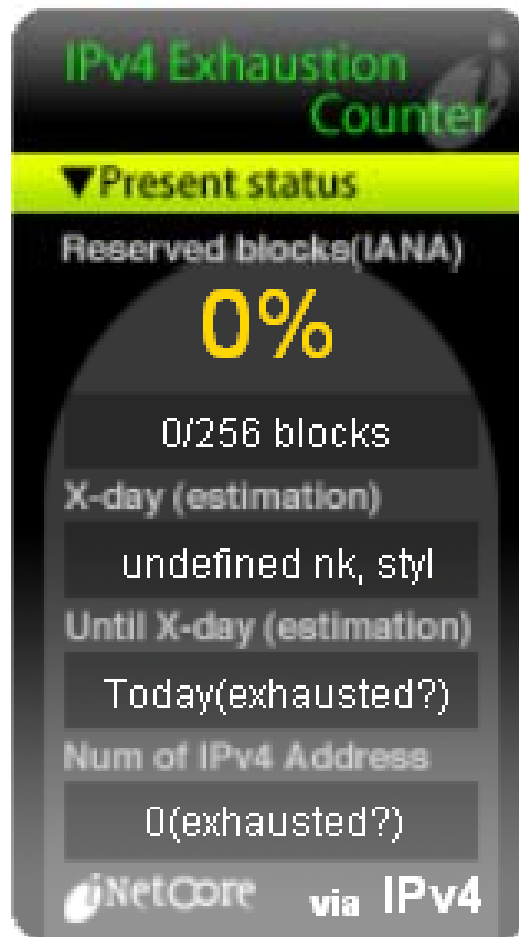 IPv4 Exhaustion
Counter
▼Present status
Reserved blocks(IANA)
0%
0/256 blocks
X-day (estimation)
undefined nk, styl
Until X-day (estimation)
Today(exhausted?)
Num of IPv4 Address
0(exhausted?)
iNetCore via IPv4